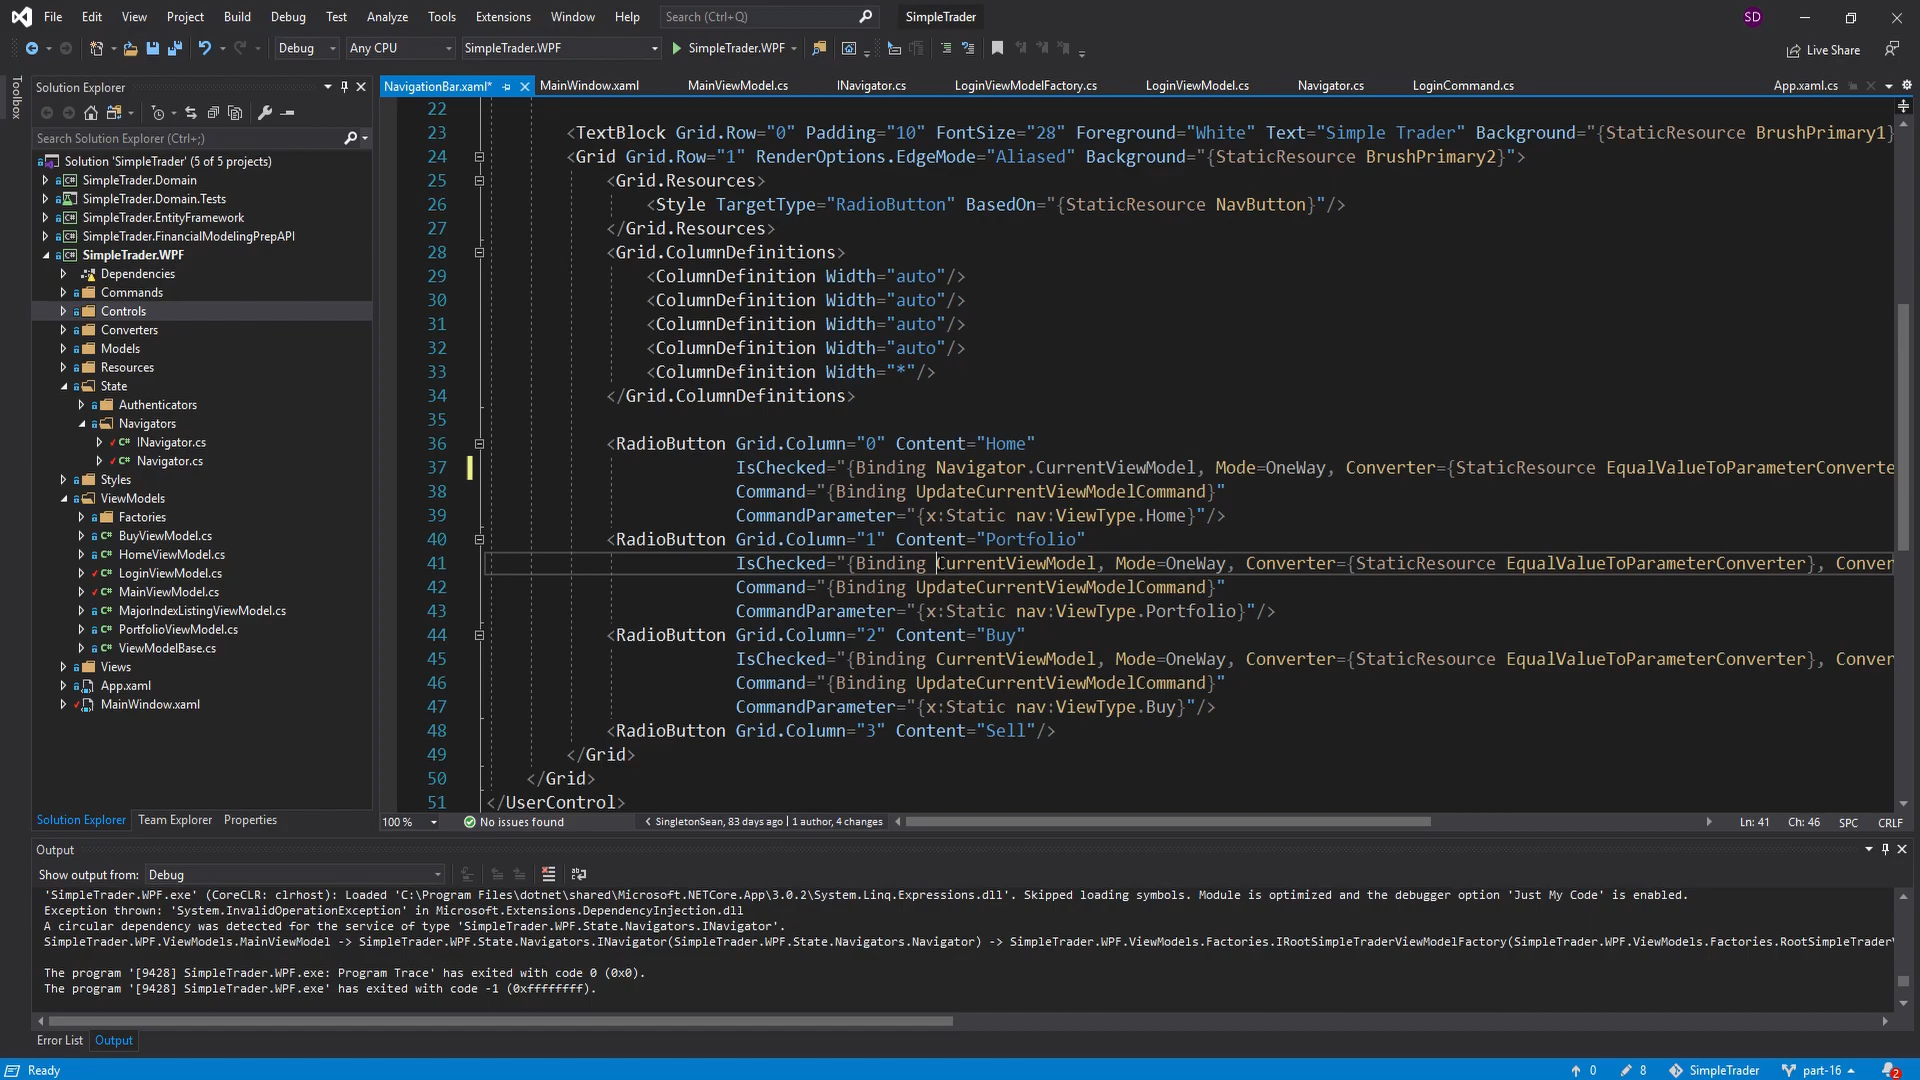 File Edit View Project Build Debug Test Analyze Tools Extensions Window Help Search (Ctrl+Q) SimpleTrader SD
Debug Any CPU SimpleTrader.WPF SimpleTrader.WPF Live Share
Toolbox
Solution Explorer
Search Solution Explorer (Ctrl+;)
Solution 'SimpleTrader' (5 of 5 projects)
SimpleTrader.Domain
SimpleTrader.Domain.Tests
SimpleTrader.EntityFramework
SimpleTrader.FinancialModelingPrepAPI
SimpleTrader.WPF
Dependencies
Commands
Controls
Converters
Models
Resources
State
Authenticators
Navigators
INavigator.cs
Navigator.cs
Styles
ViewModels
Factories
BuyViewModel.cs
HomeViewModel.cs
LoginViewModel.cs
MainViewModel.cs
MajorIndexListingViewModel.cs
PortfolioViewModel.cs
ViewModelBase.cs
Views
App.xaml
MainWindow.xaml
Solution Explorer Team Explorer Properties
NavigationBar.xaml* MainWindow.xaml MainViewModel.cs INavigator.cs LoginViewModelFactory.cs LoginViewModel.cs Navigator.cs LoginCommand.cs App.xaml.cs
22
23 <TextBlock Grid.Row="0" Padding="10" FontSize="28" Foreground="White" Text="Simple Trader" Background="{StaticResource BrushPrimary1}
24 <Grid Grid.Row="1" RenderOptions.EdgeMode="Aliased" Background="{StaticResource BrushPrimary2}">
25 <Grid.Resources>
26 <Style TargetType="RadioButton" BasedOn="{StaticResource NavButton}"/>
27 </Grid.Resources>
28 <Grid.ColumnDefinitions>
29 <ColumnDefinition Width="auto"/>
30 <ColumnDefinition Width="auto"/>
31 <ColumnDefinition Width="auto"/>
32 <ColumnDefinition Width="auto"/>
33 <ColumnDefinition Width="*"/>
34 </Grid.ColumnDefinitions>
35
36 <RadioButton Grid.Column="0" Content="Home"
37 IsChecked="{Binding Navigator.CurrentViewModel, Mode=OneWay, Converter={StaticResource EqualValueToParameterConverte
38 Command="{Binding UpdateCurrentViewModelCommand}"
39 CommandParameter="{x:Static nav:ViewType.Home}"/>
40 <RadioButton Grid.Column="1" Content="Portfolio"
41 IsChecked="{Binding CurrentViewModel, Mode=OneWay, Converter={StaticResource EqualValueToParameterConverter}, Conver
42 Command="{Binding UpdateCurrentViewModelCommand}"
43 CommandParameter="{x:Static nav:ViewType.Portfolio}"/>
44 <RadioButton Grid.Column="2" Content="Buy"
45 IsChecked="{Binding CurrentViewModel, Mode=OneWay, Converter={StaticResource EqualValueToParameterConverter}, Conver
46 Command="{Binding UpdateCurrentViewModelCommand}"
47 CommandParameter="{x:Static nav:ViewType.Buy}"/>
48 <RadioButton Grid.Column="3" Content="Sell"/>
49 </Grid>
50 </Grid>
51 </UserControl>
100 % No issues found SingletonSean, 83 days ago | 1 author, 4 changes Ln: 41 Ch: 46 SPC CRLF
Output
Show output from: Debug
'SimpleTrader.WPF.exe' (CoreCLR: clrhost): Loaded 'C:\Program Files\dotnet\shared\Microsoft.NETCore.App\3.0.2\System.Linq.Expressions.dll'. Skipped loading symbols. Module is optimized and the debugger option 'Just My Code' is enabled.
Exception thrown: 'System.InvalidOperationException' in Microsoft.Extensions.DependencyInjection.dll
A circular dependency was detected for the service of type 'SimpleTrader.WPF.State.Navigators.INavigator'.
SimpleTrader.WPF.ViewModels.MainViewModel -> SimpleTrader.WPF.State.Navigators.INavigator(SimpleTrader.WPF.State.Navigators.Navigator) -> SimpleTrader.WPF.ViewModels.Factories.IRootSimpleTraderViewModelFactory(SimpleTrader.WPF.ViewModels.Factories.RootSimpleTrader
The program '[9428] SimpleTrader.WPF.exe: Program Trace' has exited with code 0 (0x0).
The program '[9428] SimpleTrader.WPF.exe' has exited with code -1 (0xffffffff).
Error List Output
Ready 0 8 SimpleTrader part-16 2